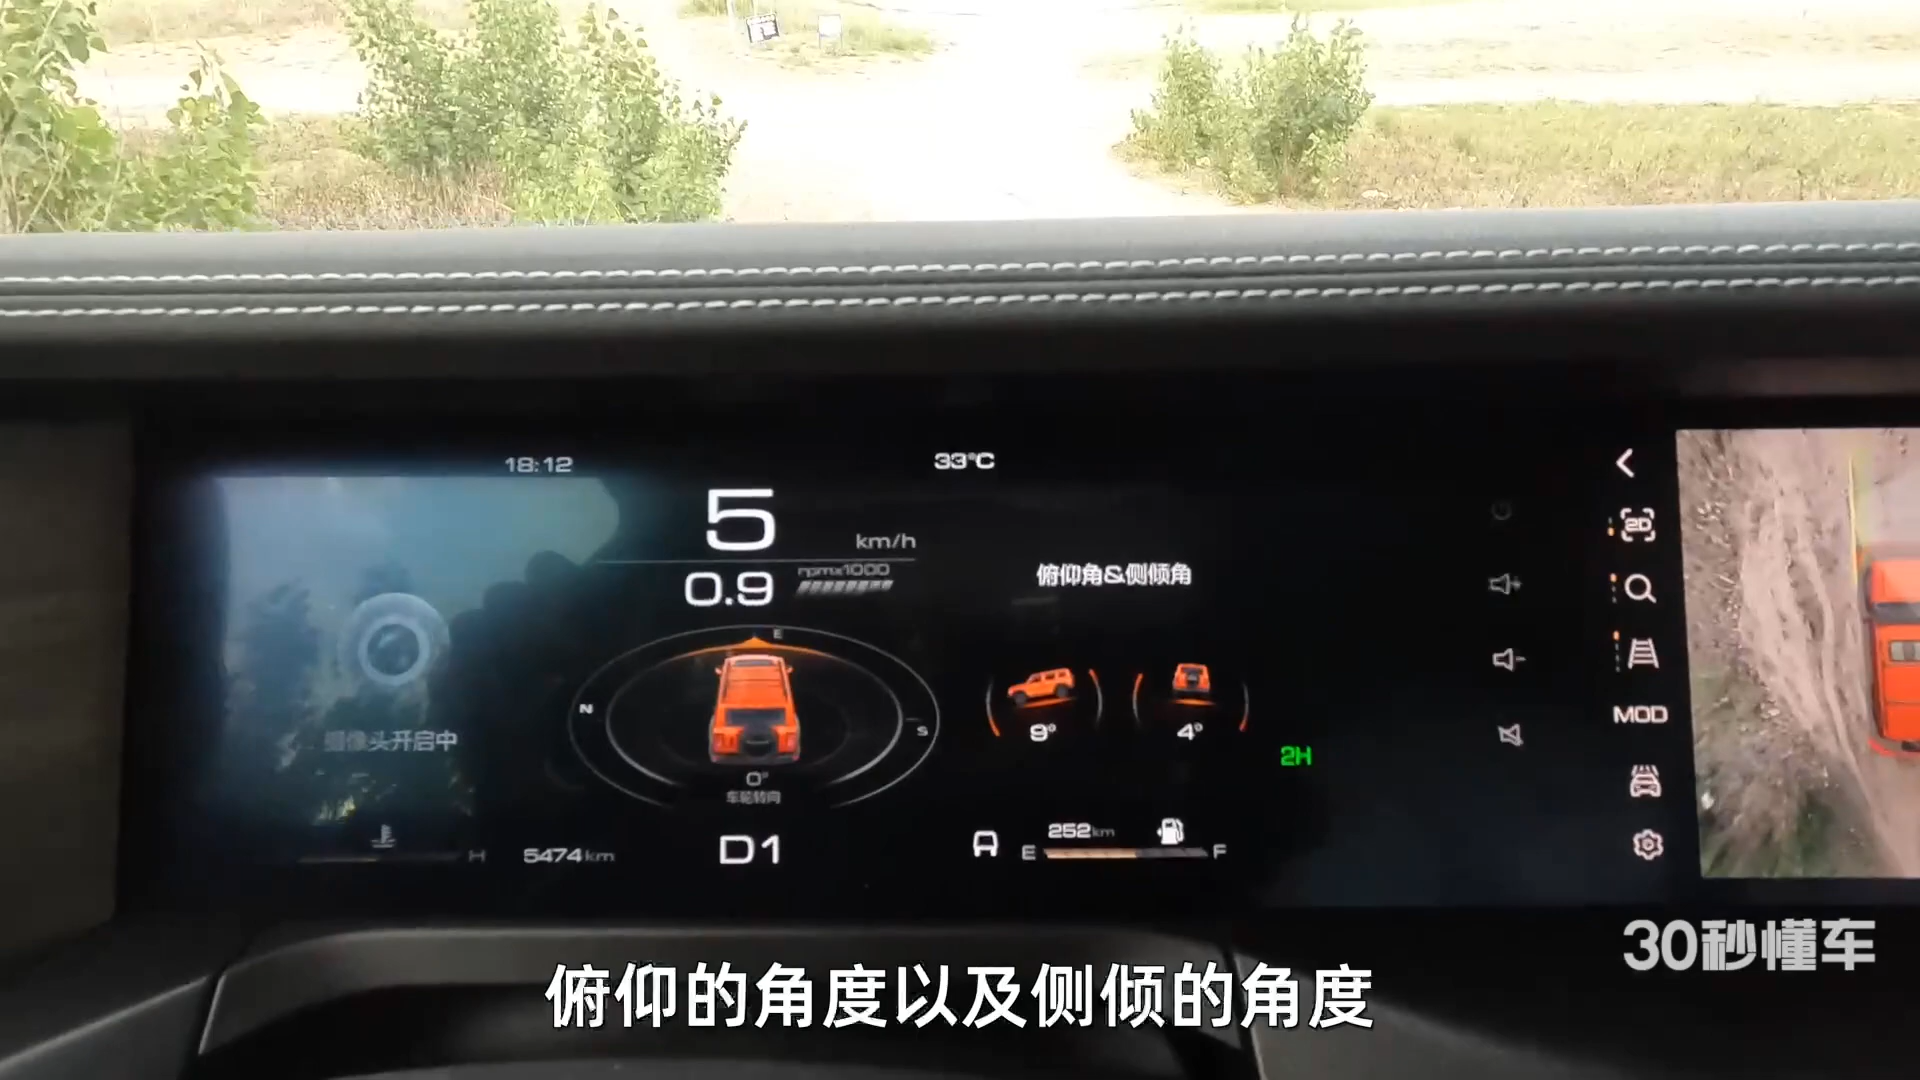 18:12
33°C
5
km/h
0.9
rpmx1000
俯仰角&侧倾角
2D
E
N
S
9°
4°
MOD
2H
摄像头开启中
0°
车轮转向
252km
H
5474km
D1
E
F
30秒懂车
俯仰的角度以及侧倾的角度